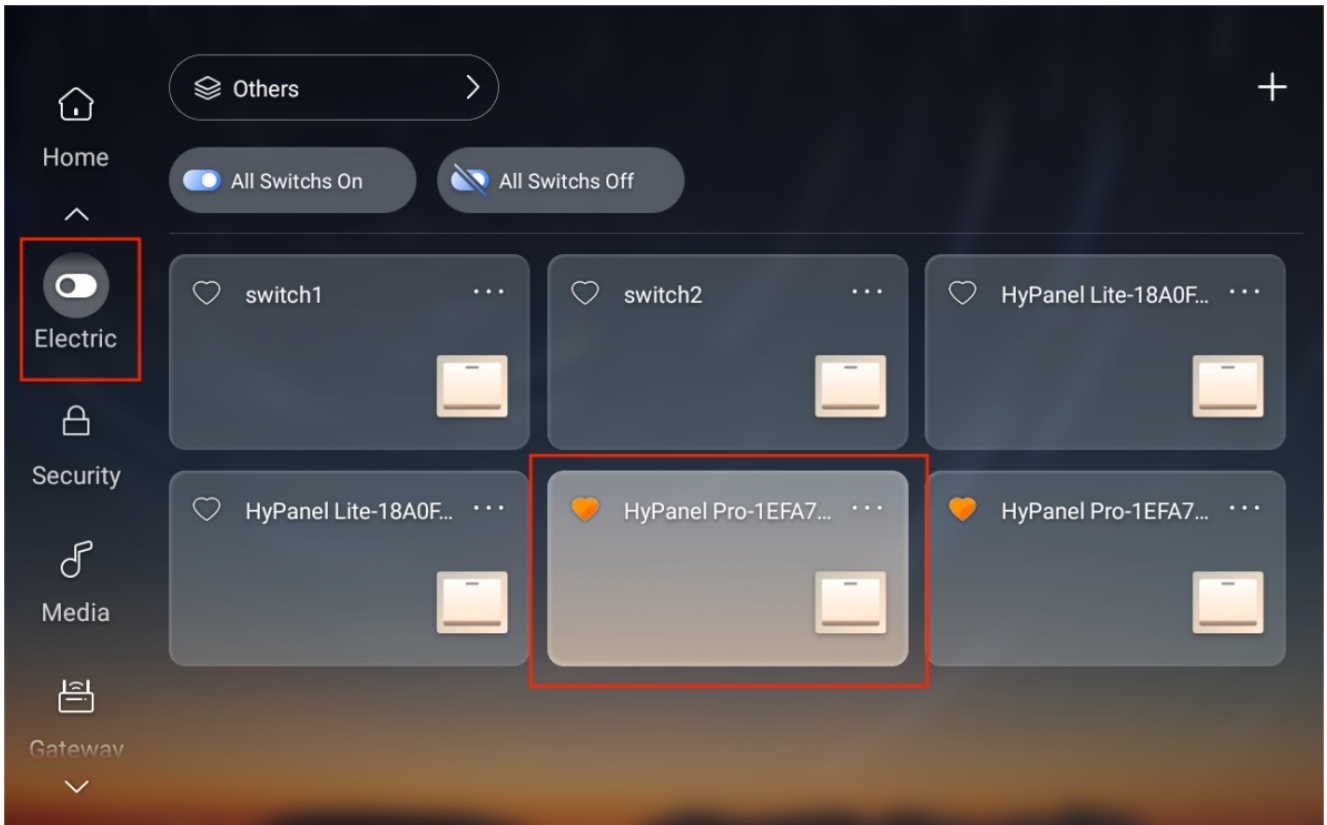 Others
Home
All Switchs On
All Switchs Off
switch1 ...
switch2 ...
HyPanel Lite-18A0F... ...
Electric
Security
HyPanel Lite-18A0F... ...
HyPanel Pro-1EFA7... ...
HyPanel Pro-1EFA7... ...
Media
Gateway